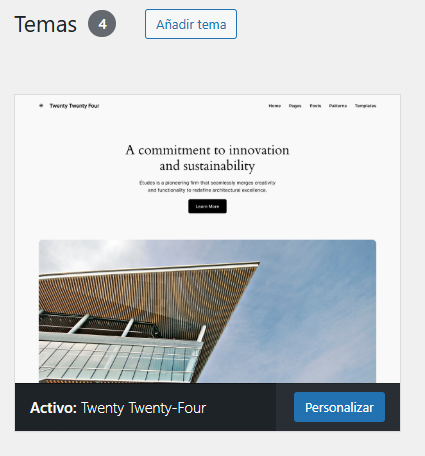 Temas 4 Añadir tema
Twenty Twenty Four Home Pages Posts Patterns Templates
A commitment to innovation
and sustainability
Études is a pioneering firm that seamlessly merges creativity
and functionality to redefine architectural excellence.
Learn More
Activo: Twenty Twenty-Four Personalizar